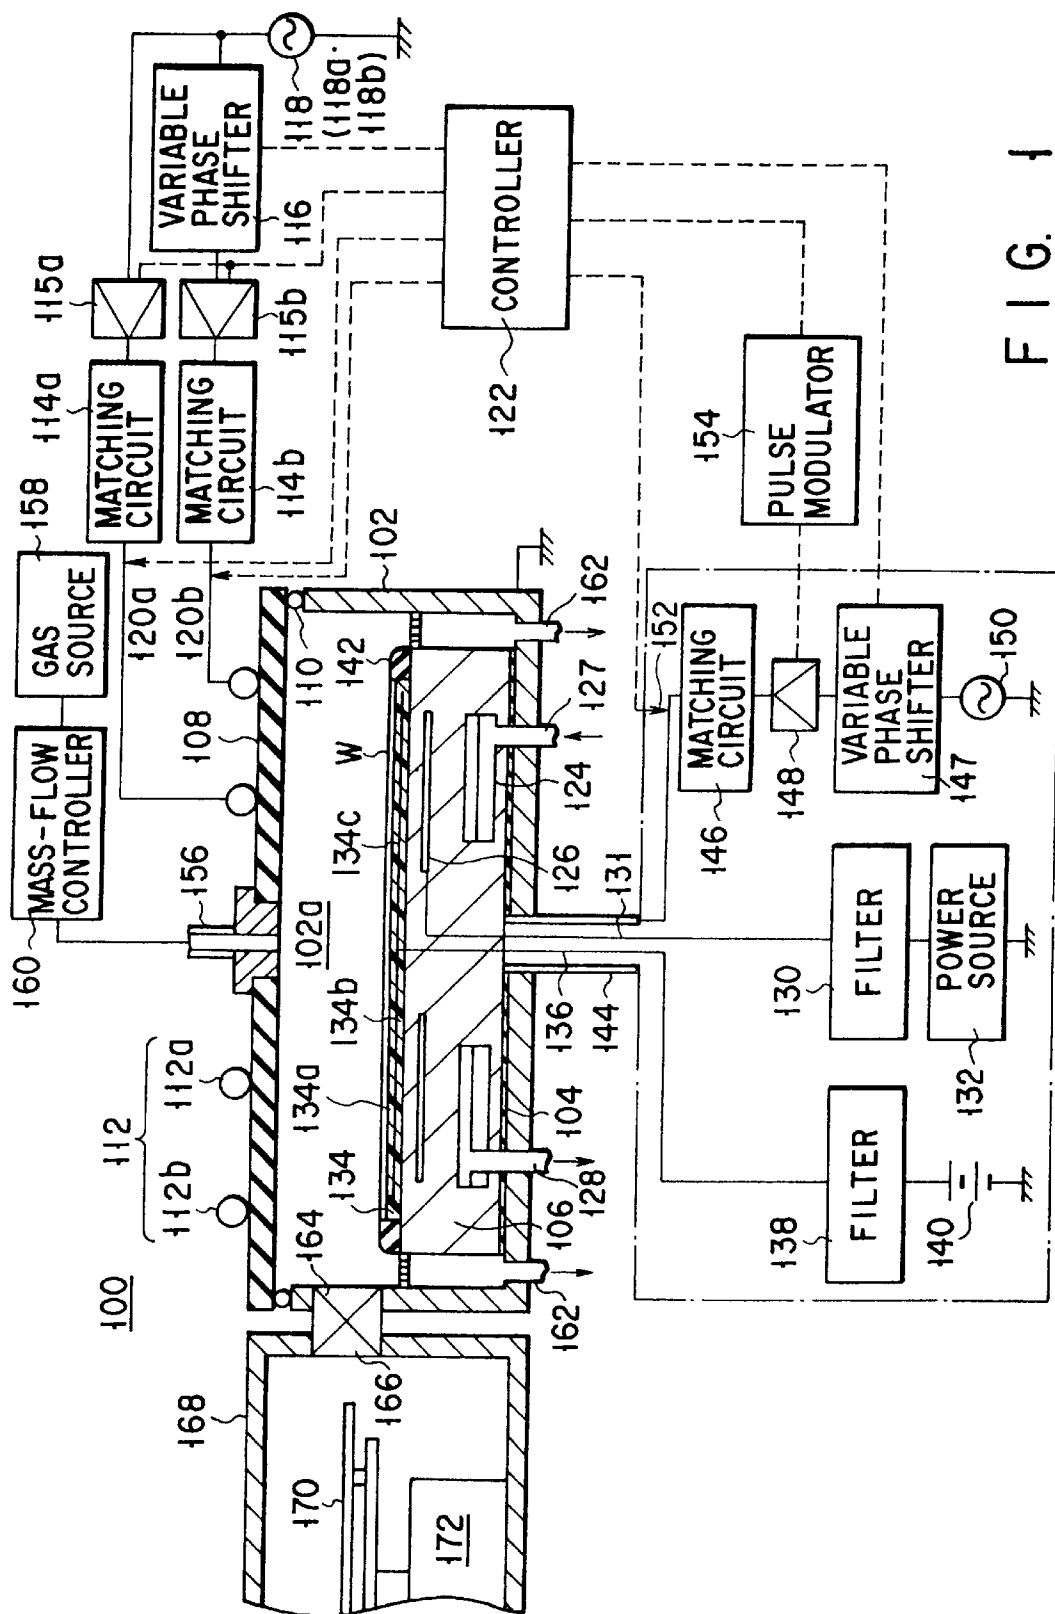 100
112
112b
112a
160
MASS-FLOW
CONTROLLER
GAS
SOURCE
158
156
108
120a
120b
114a
MATCHING
CIRCUIT
MATCHING
CIRCUIT
114b
115a
115b
VARIABLE
PHASE
SHIFTER
116
118
(118a·
118b)
168
170
172
166
164
162
134
134a
134b
102a
134c
W
142
110
102
106
128
104
136
144
131
126
124
127
162
152
CONTROLLER
122
138
FILTER
140
130
FILTER
POWER
SOURCE
132
146
MATCHING
CIRCUIT
148
VARIABLE
PHASE
SHIFTER
147
150
154
PULSE
MODULATOR
FIG. 1